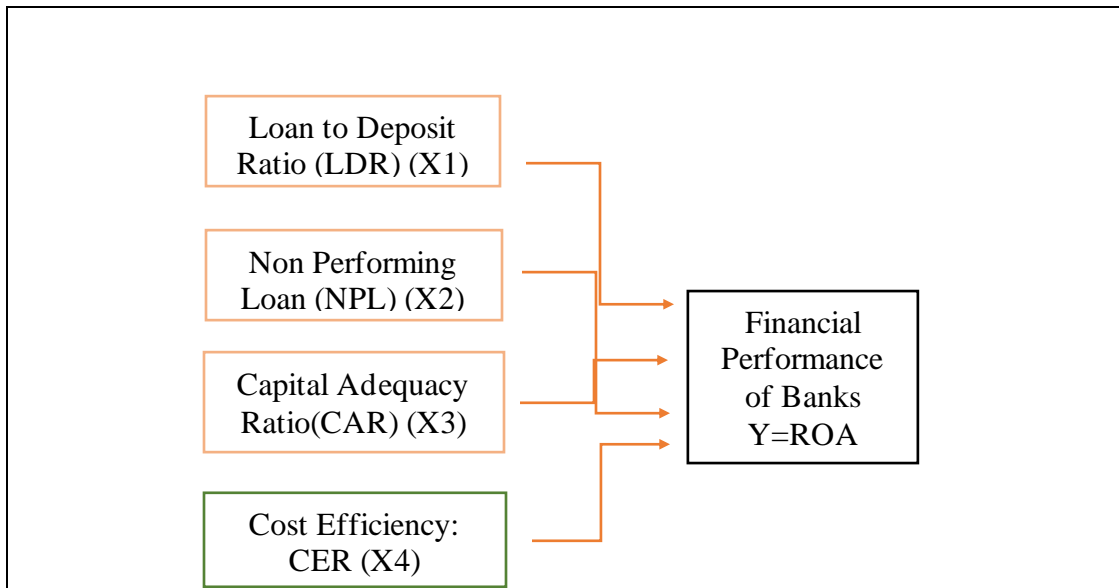 Loan to Deposit
Ratio (LDR) (X1)
Non Performing
Loan (NPL) (X2)
Capital Adequacy
Ratio(CAR) (X3)
Cost Efficiency:
CER (X4)
Financial
Performance
of Banks
Y=ROA